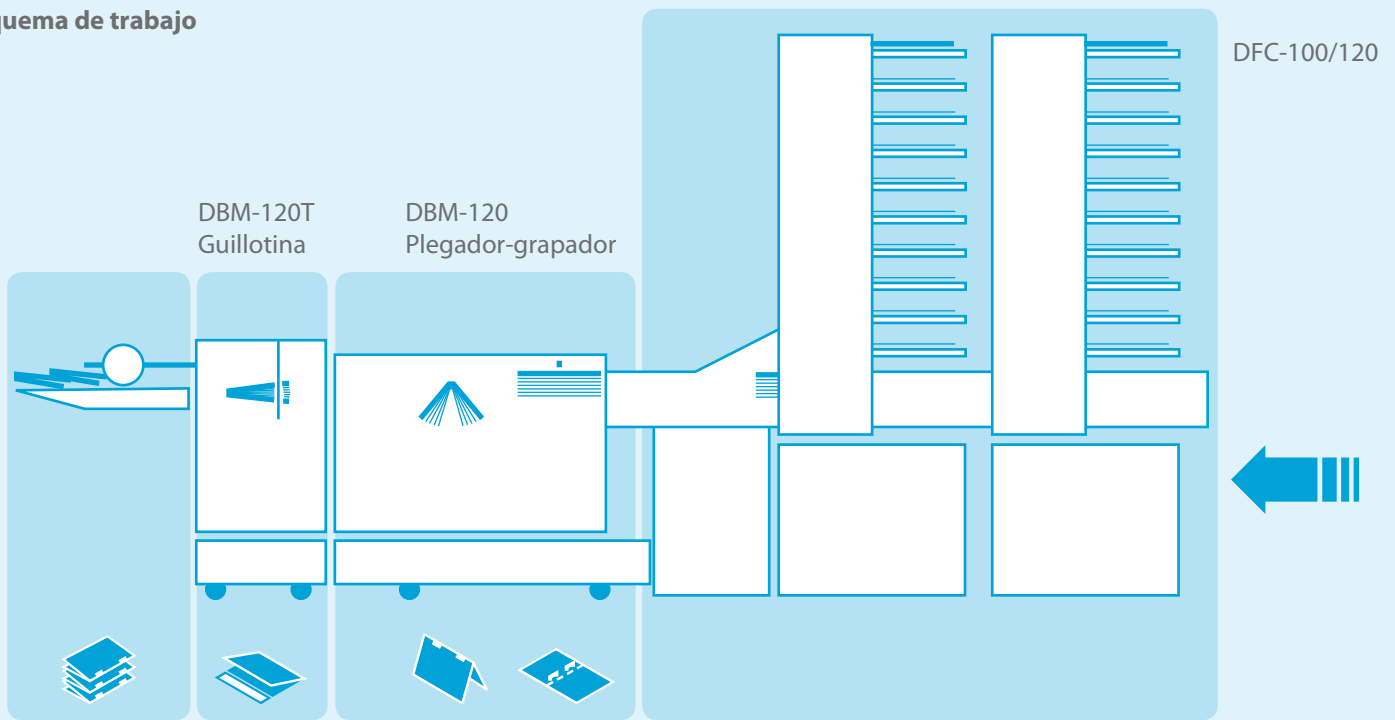 quema de trabajo
DFC-100/120
DBM-120T
Guillotina
DBM-120
Plegador-grapador